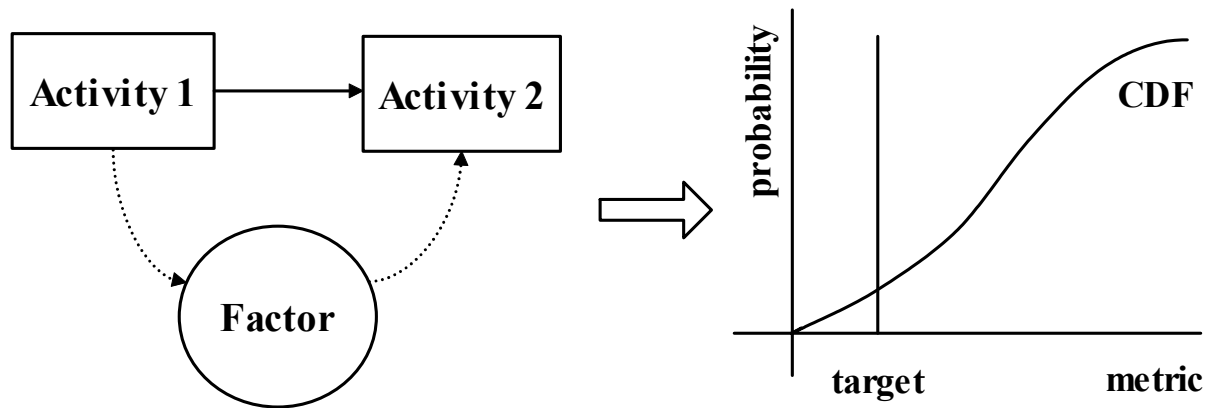 Activity 1
Activity 2
Factor
probability
CDF
target
metric